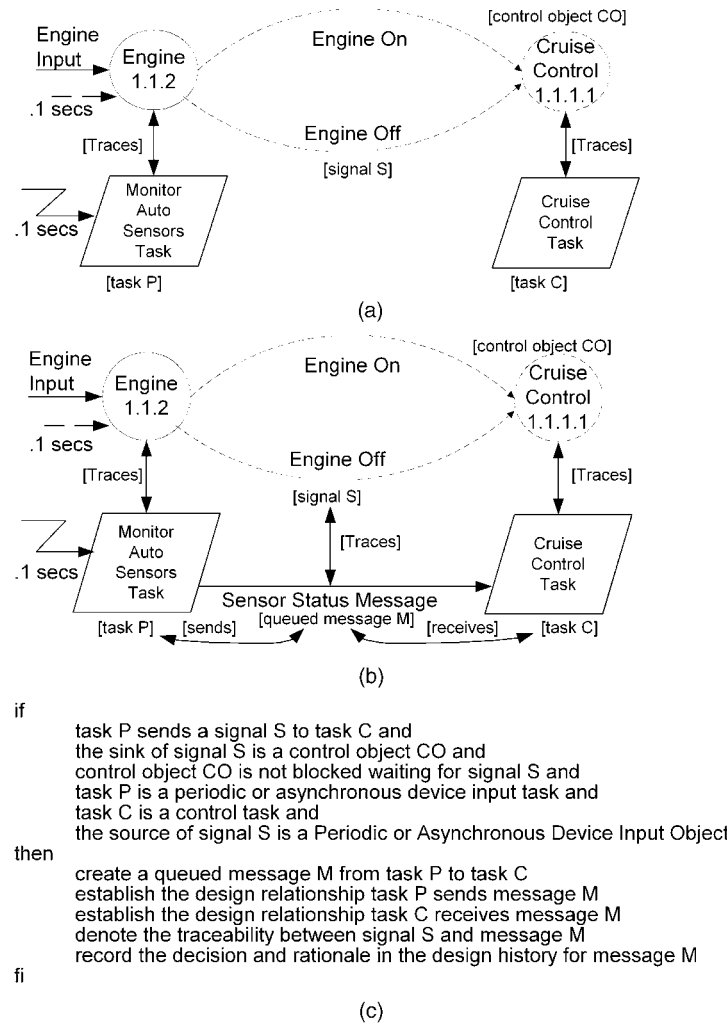 [control object CO]
Engine
Input
Engine
1.1.2
Engine On
Cruise
Control
1.1.1.1
.1 secs
[Traces]
Engine Off
[signal S]
[Traces]
Monitor
Auto
Sensors
Task
.1 secs
Cruise
Control
Task
[task P]
[task C]
(a)
[control object CO]
Engine
Input
Engine
1.1.2
Engine On
Cruise
Control
1.1.1.1
.1 secs
[Traces]
Engine Off
[signal S]
[Traces]
[Traces]
Monitor
Auto
Sensors
Task
.1 secs
Cruise
Control
Task
Sensor Status Message
[queued message M]
[task P]
[sends]
[receives]
[task C]
(b)
if
task P sends a signal S to task C and
the sink of signal S is a control object CO and
control object CO is not blocked waiting for signal S and
task P is a periodic or asynchronous device input task and
task C is a control task and
the source of signal S is a Periodic or Asynchronous Device Input Object
then
create a queued message M from task P to task C
establish the design relationship task P sends message M
establish the design relationship task C receives message M
denote the traceability between signal S and message M
record the decision and rationale in the design history for message M
fi
(c)